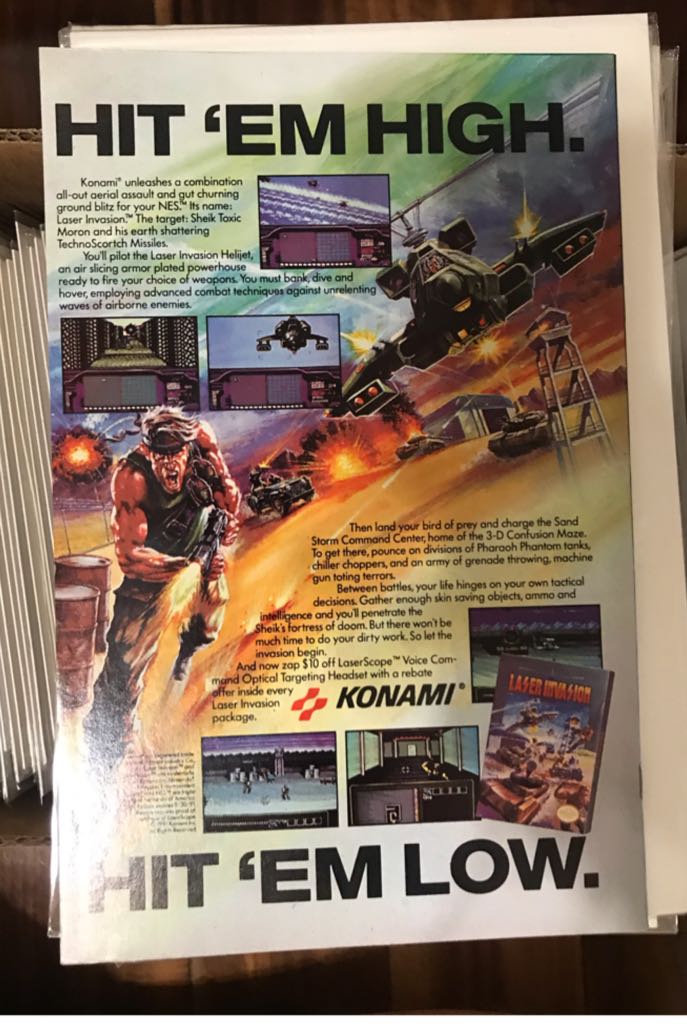 HIT ‘EM HIGH.
Konami® unleashes a combination
all-out aerial assault and gut churning
ground blitz for your NES.™ Its name:
Laser Invasion.™ The target: Sheik Toxic
Moron and his earth shattering
TechnoScortch Missiles.
You'll pilot the Laser Invasion Helijet,
an air slicing armor plated powerhouse
ready to fire your choice of weapons. You must bank, dive and
hover, employing advanced combat techniques against unrelenting
waves of airborne enemies.
Then land your bird of prey and charge the Sand
Storm Command Center, home of the 3-D Confusion Maze.
To get there, pounce on divisions of Pharaoh Phantom tanks,
chiller choppers, and an army of grenade throwing, machine
gun toting terrors.
Between battles, your life hinges on your own tactical
decisions. Gather enough skin saving objects, ammo and
intelligence and you'll penetrate the
Sheik's fortress of doom. But there won't be
much time to do your dirty work. So let the
invasion begin.
And now zap $10 off LaserScope™ Voice Com-
mand Optical Targeting Headset with a rebate
offer inside every
Laser Invasion
package.
KONAMI®
LASER INVASION
HIT ‘EM LOW.